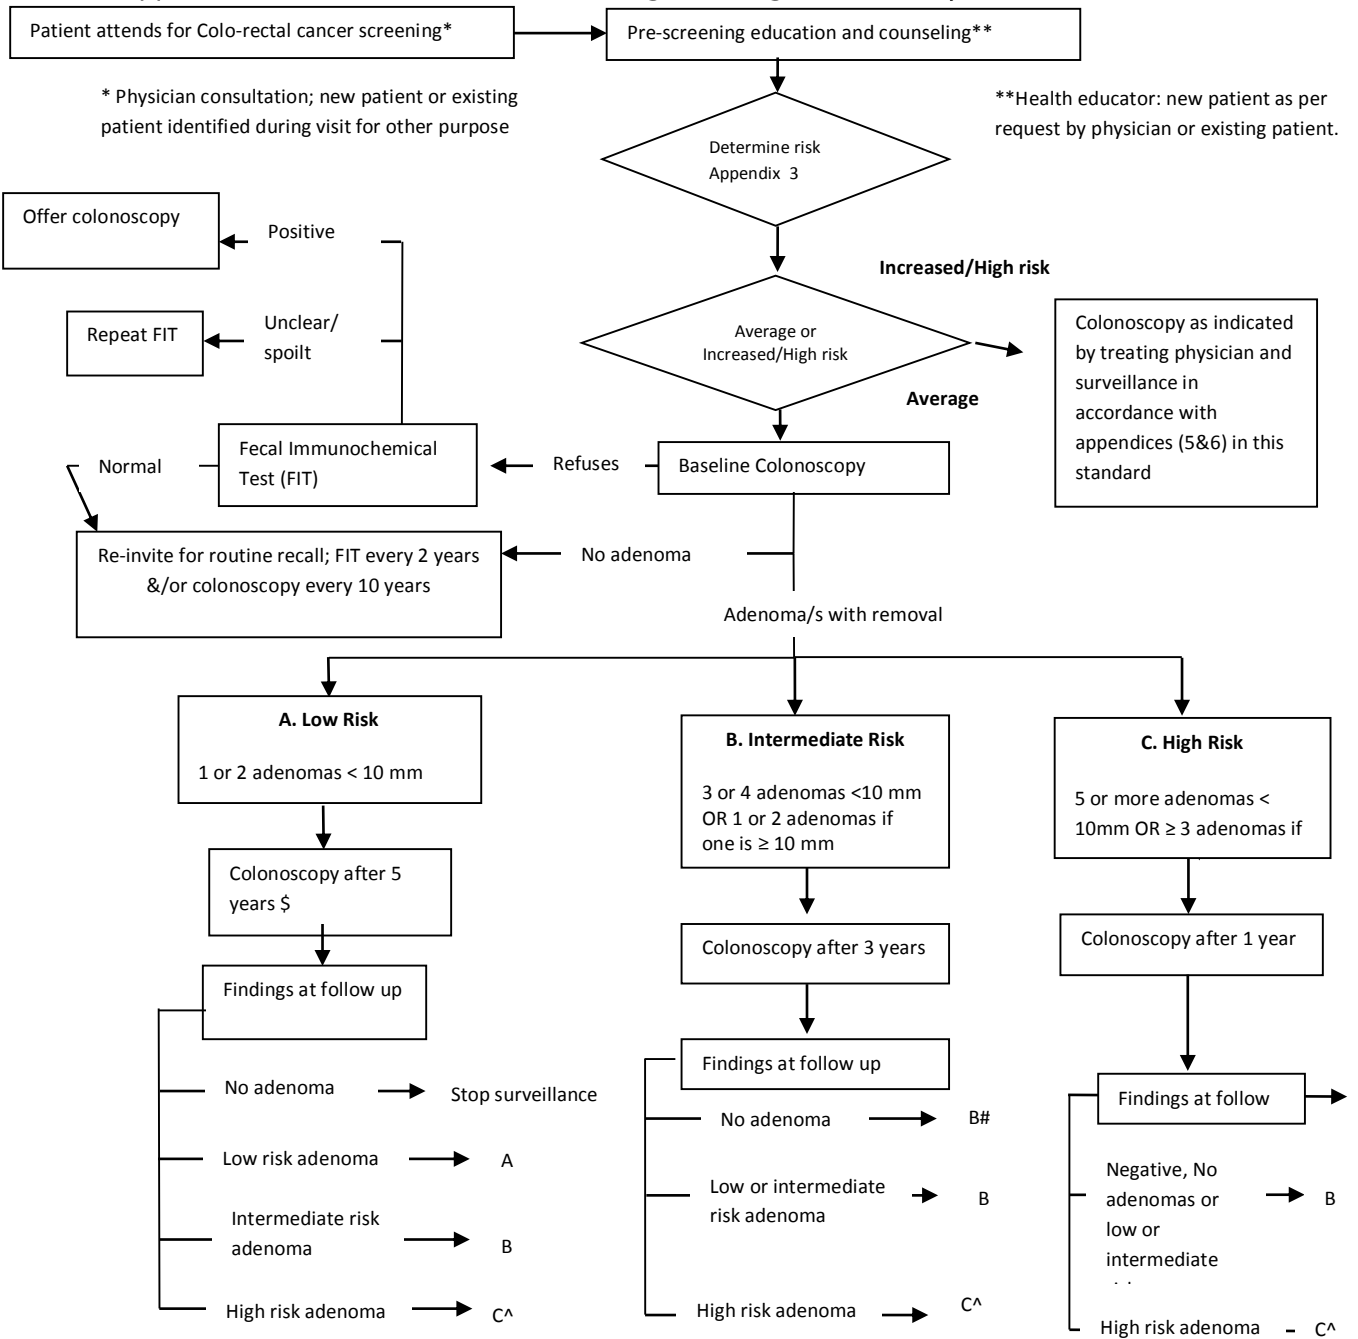 Patient attends for Colo-rectal cancer screening*
Pre-screening education and counseling**
* Physician consultation; new patient or existing
patient identified during visit for other purpose
**Health educator: new patient as per
request by physician or existing patient.
Determine risk
Appendix 3
Offer colonoscopy
Positive
Increased/High risk
Repeat FIT
Unclear/
spoilt
Average or
Increased/High risk
Colonoscopy as indicated
by treating physician and
surveillance in
accordance with
appendices (5&6) in this
standard
Average
Normal
Fecal Immunochemical
Test (FIT)
Refuses
Baseline Colonoscopy
Re-invite for routine recall; FIT every 2 years
&/or colonoscopy every 10 years
No adenoma
Adenoma/s with removal
A. Low Risk
1 or 2 adenomas < 10 mm
B. Intermediate Risk
3 or 4 adenomas <10 mm
OR 1 or 2 adenomas if
one is ≥ 10 mm
C. High Risk
5 or more adenomas <
10mm OR ≥ 3 adenomas if
Colonoscopy after 5
years $
Colonoscopy after 3 years
Colonoscopy after 1 year
Findings at follow up
No adenoma
Stop surveillance
Low risk adenoma
A
Intermediate risk
adenoma
B
High risk adenoma
C^
Findings at follow up
No adenoma
B#
Low or intermediate
risk adenoma
B
High risk adenoma
C^
Findings at follow
Negative, No
adenomas or
low or
intermediate
B
High risk adenoma
C^